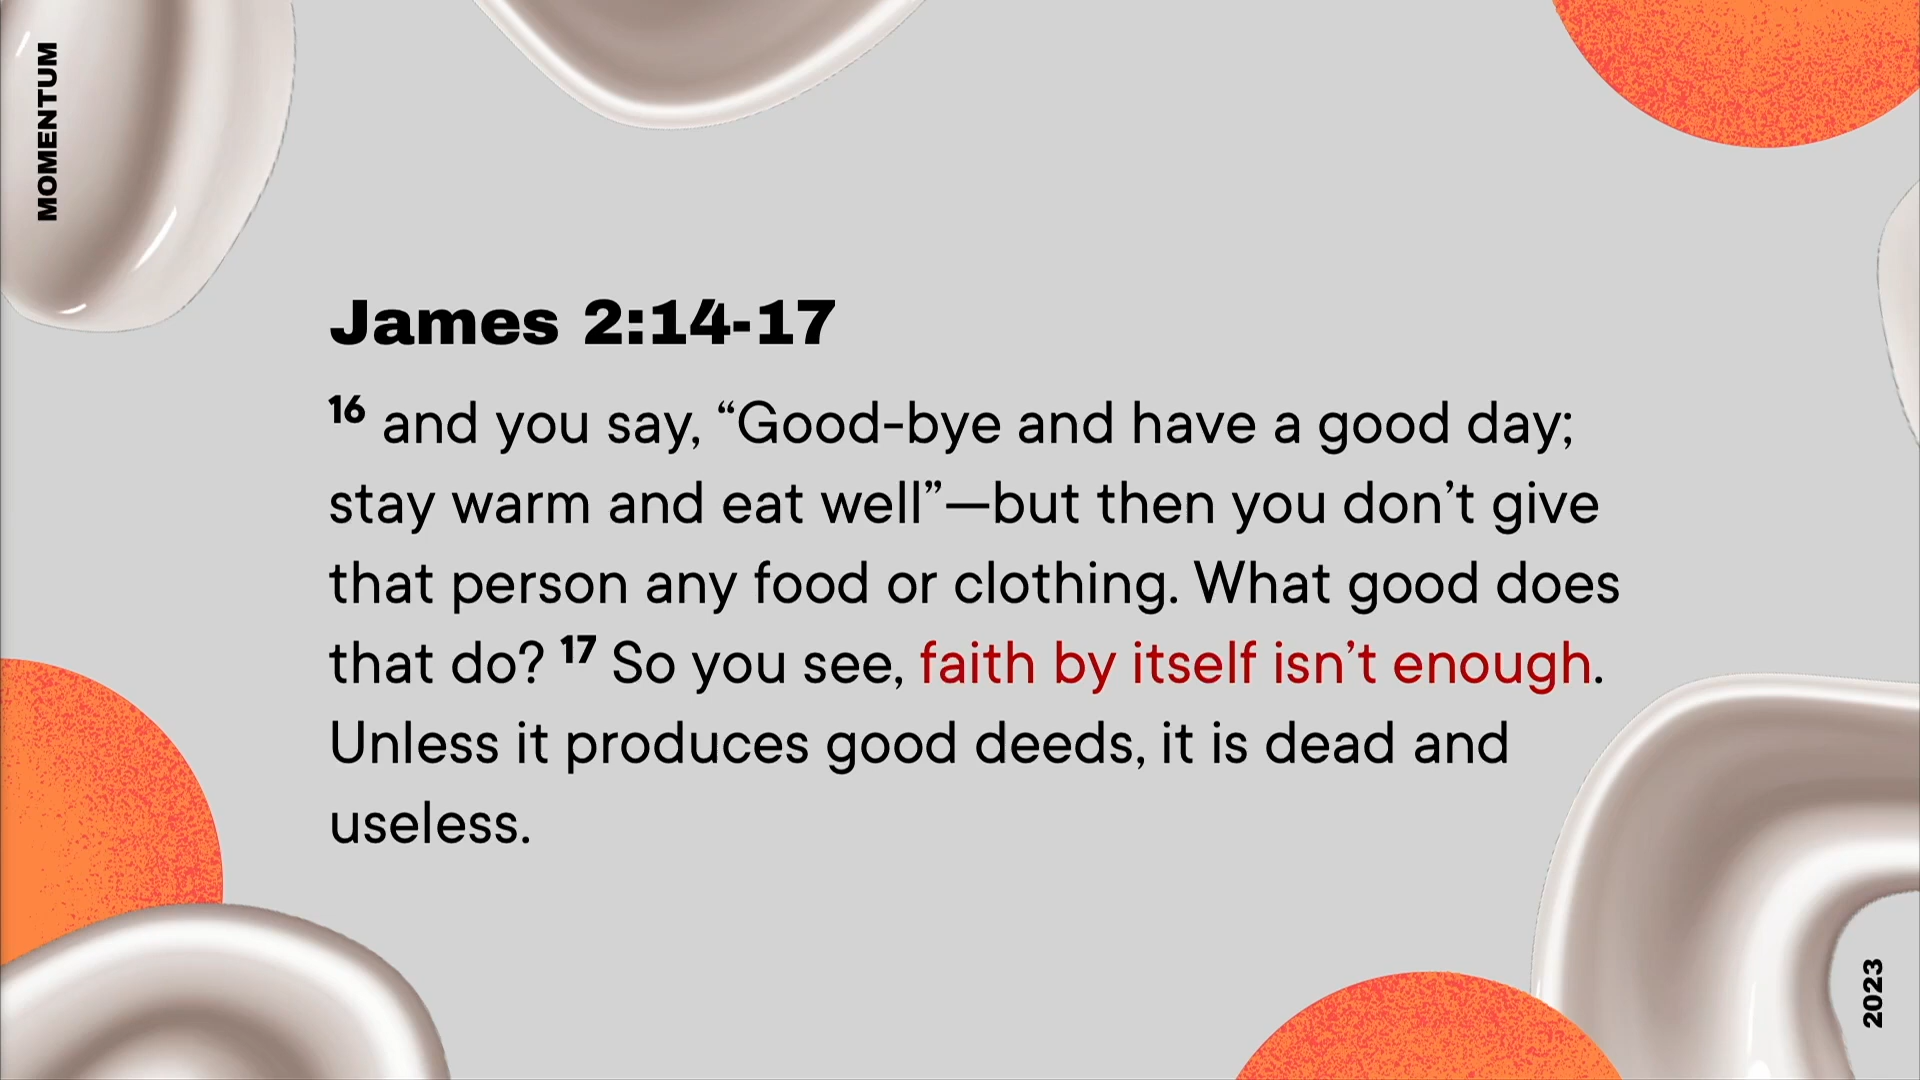 MOMENTUM
James 2:14-17
16 and you say, “Good-bye and have a good day;
stay warm and eat well”—but then you don’t give
that person any food or clothing. What good does
that do? 17 So you see, faith by itself isn’t enough.
Unless it produces good deeds, it is dead and
useless.
2023